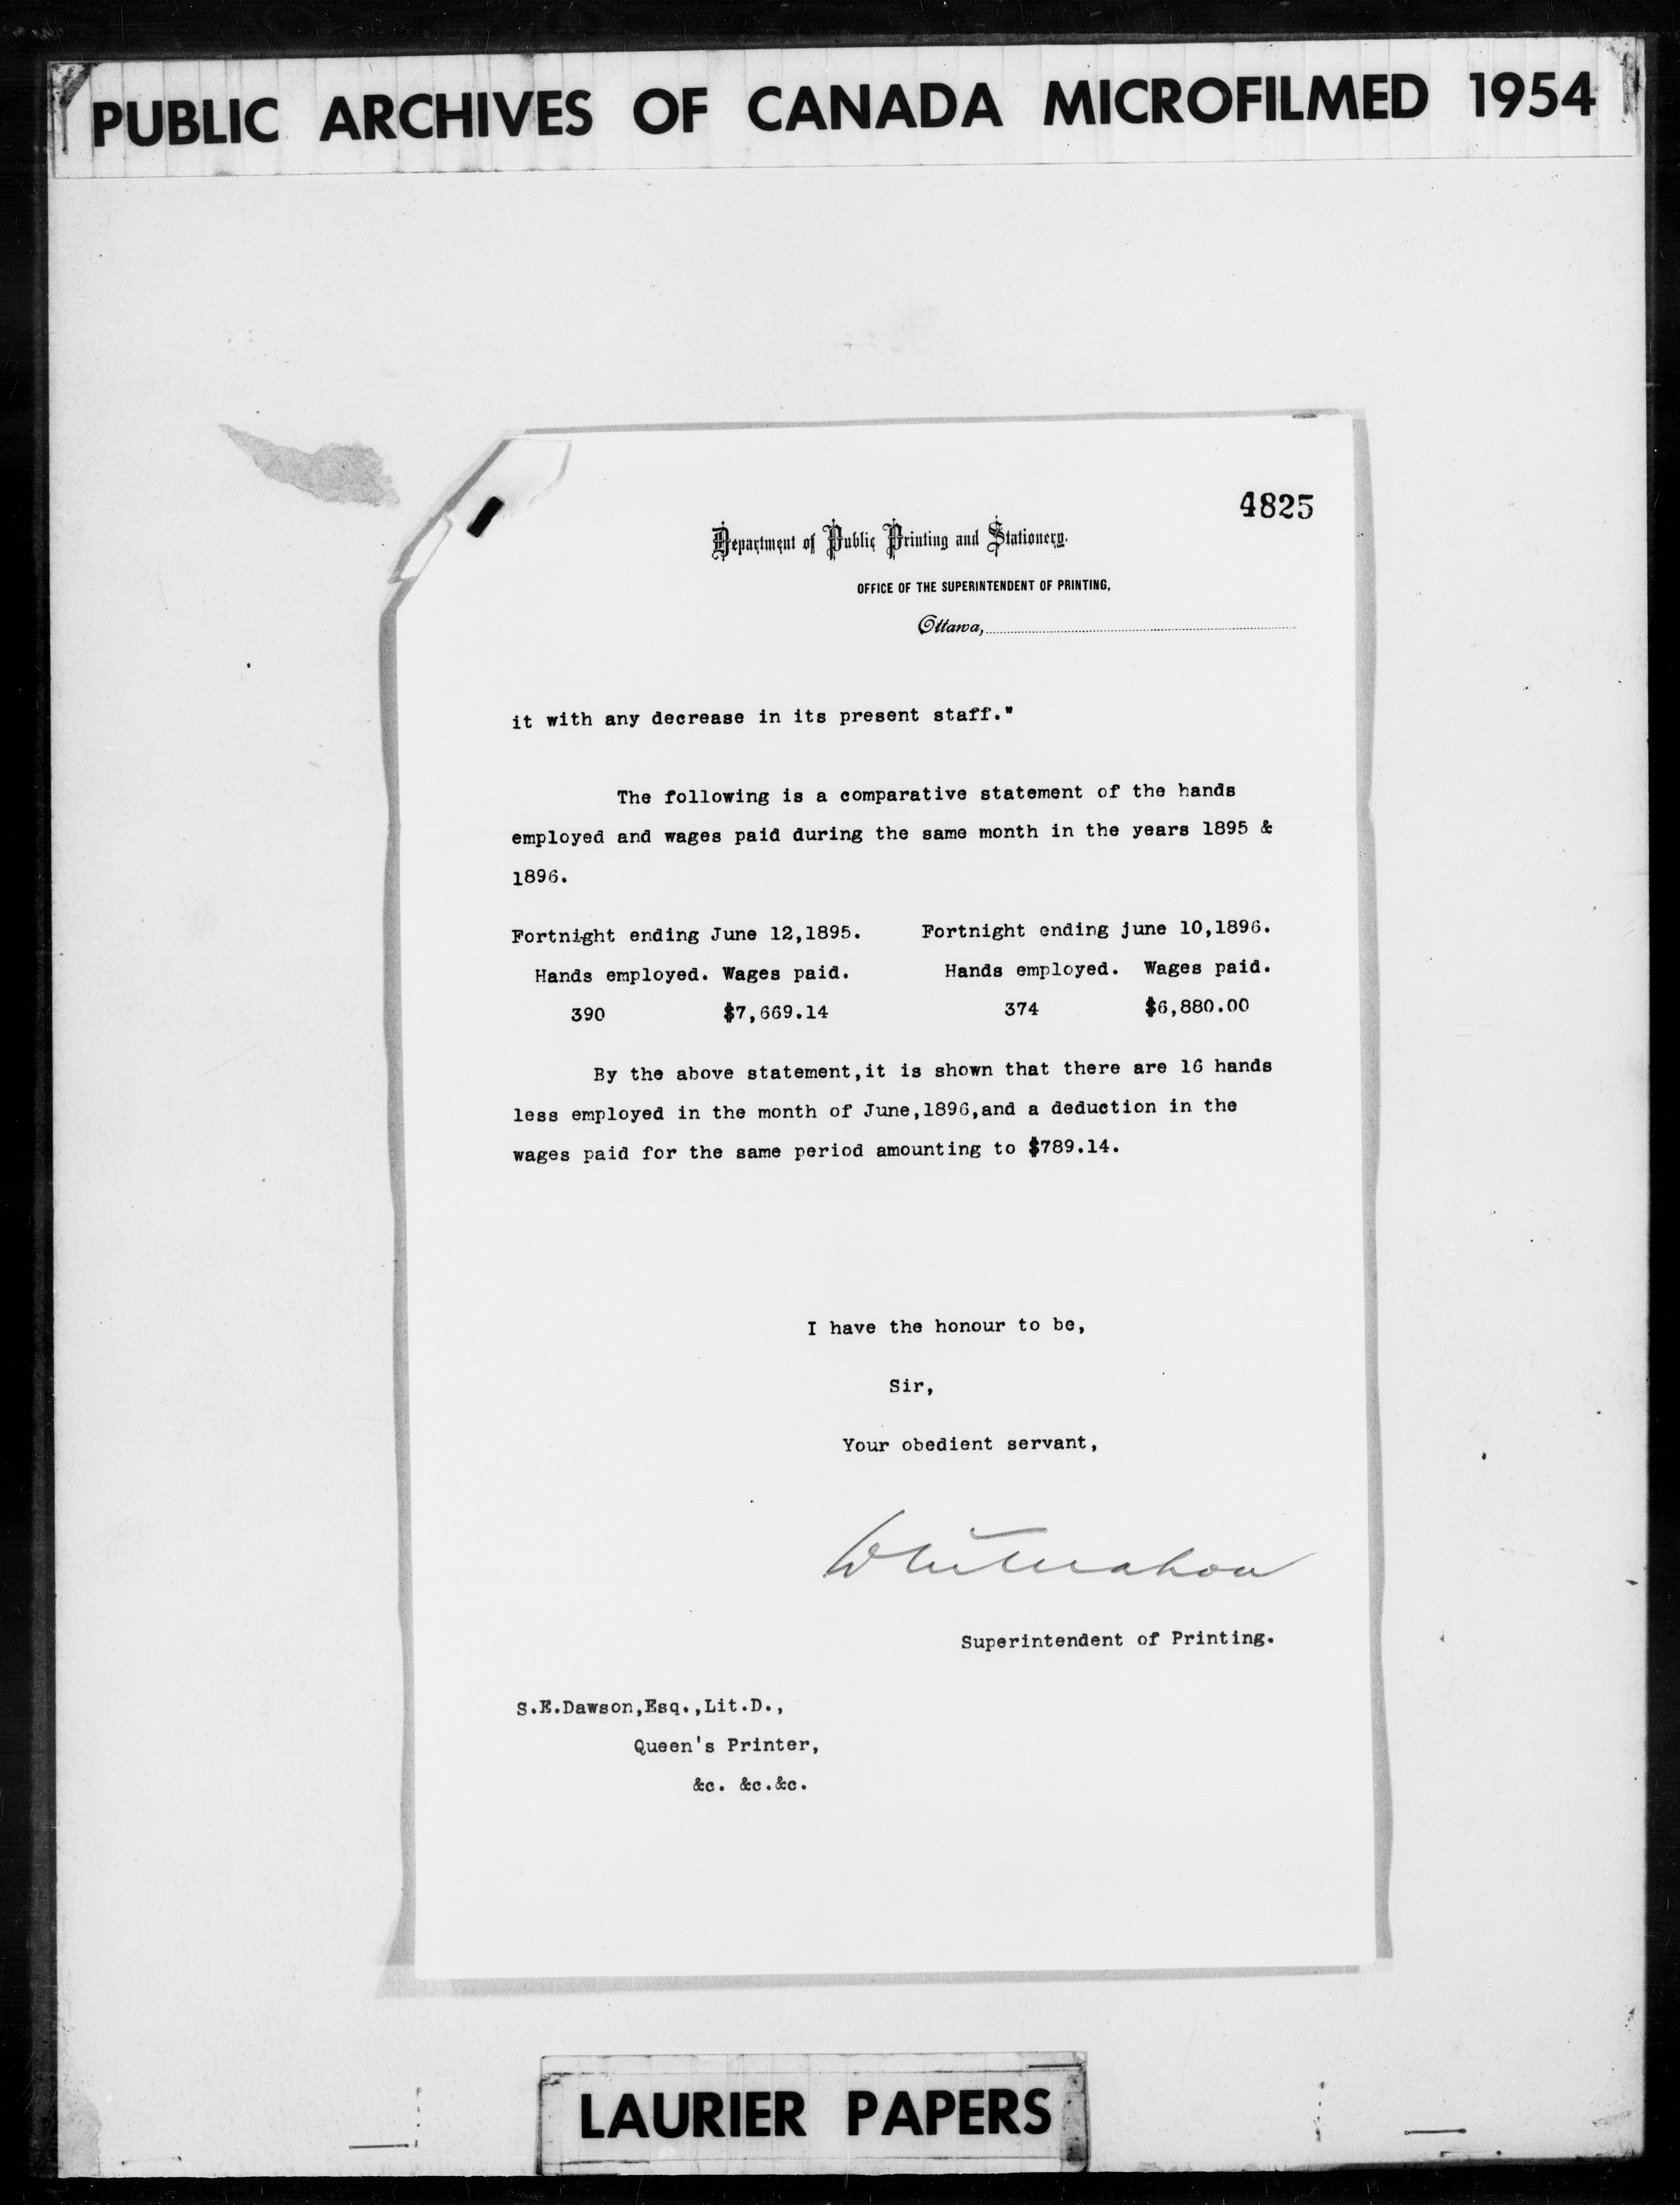 PUBLIC ARCHIVES OF CANADA MICROFILMED 1954
4825
Department of Public Printing and Stationery.
OFFICE OF THE SUPERINTENDENT OF PRINTING,
Ottawa,
it with any decrease in its present staff."
The following is a comparative statement of the hands
employed and wages paid during the same month in the years 1895 &
1896.
Fortnight ending June 12,1895. Fortnight ending june 10,1896.
Hands employed. Wages paid. Hands employed. Wages paid.
390 $7,669.14 374 $6,880.00
By the above statement,it is shown that there are 16 hands
less employed in the month of June,1896,and a deduction in the
wages paid for the same period amounting to $789.14.
I have the honour to be,
Sir,
Your obedient servant,
Superintendent of Printing.
S.E.Dawson,Esq.,Lit.D.,
Queen's Printer,
&c. &c.&c.
LAURIER PAPERS